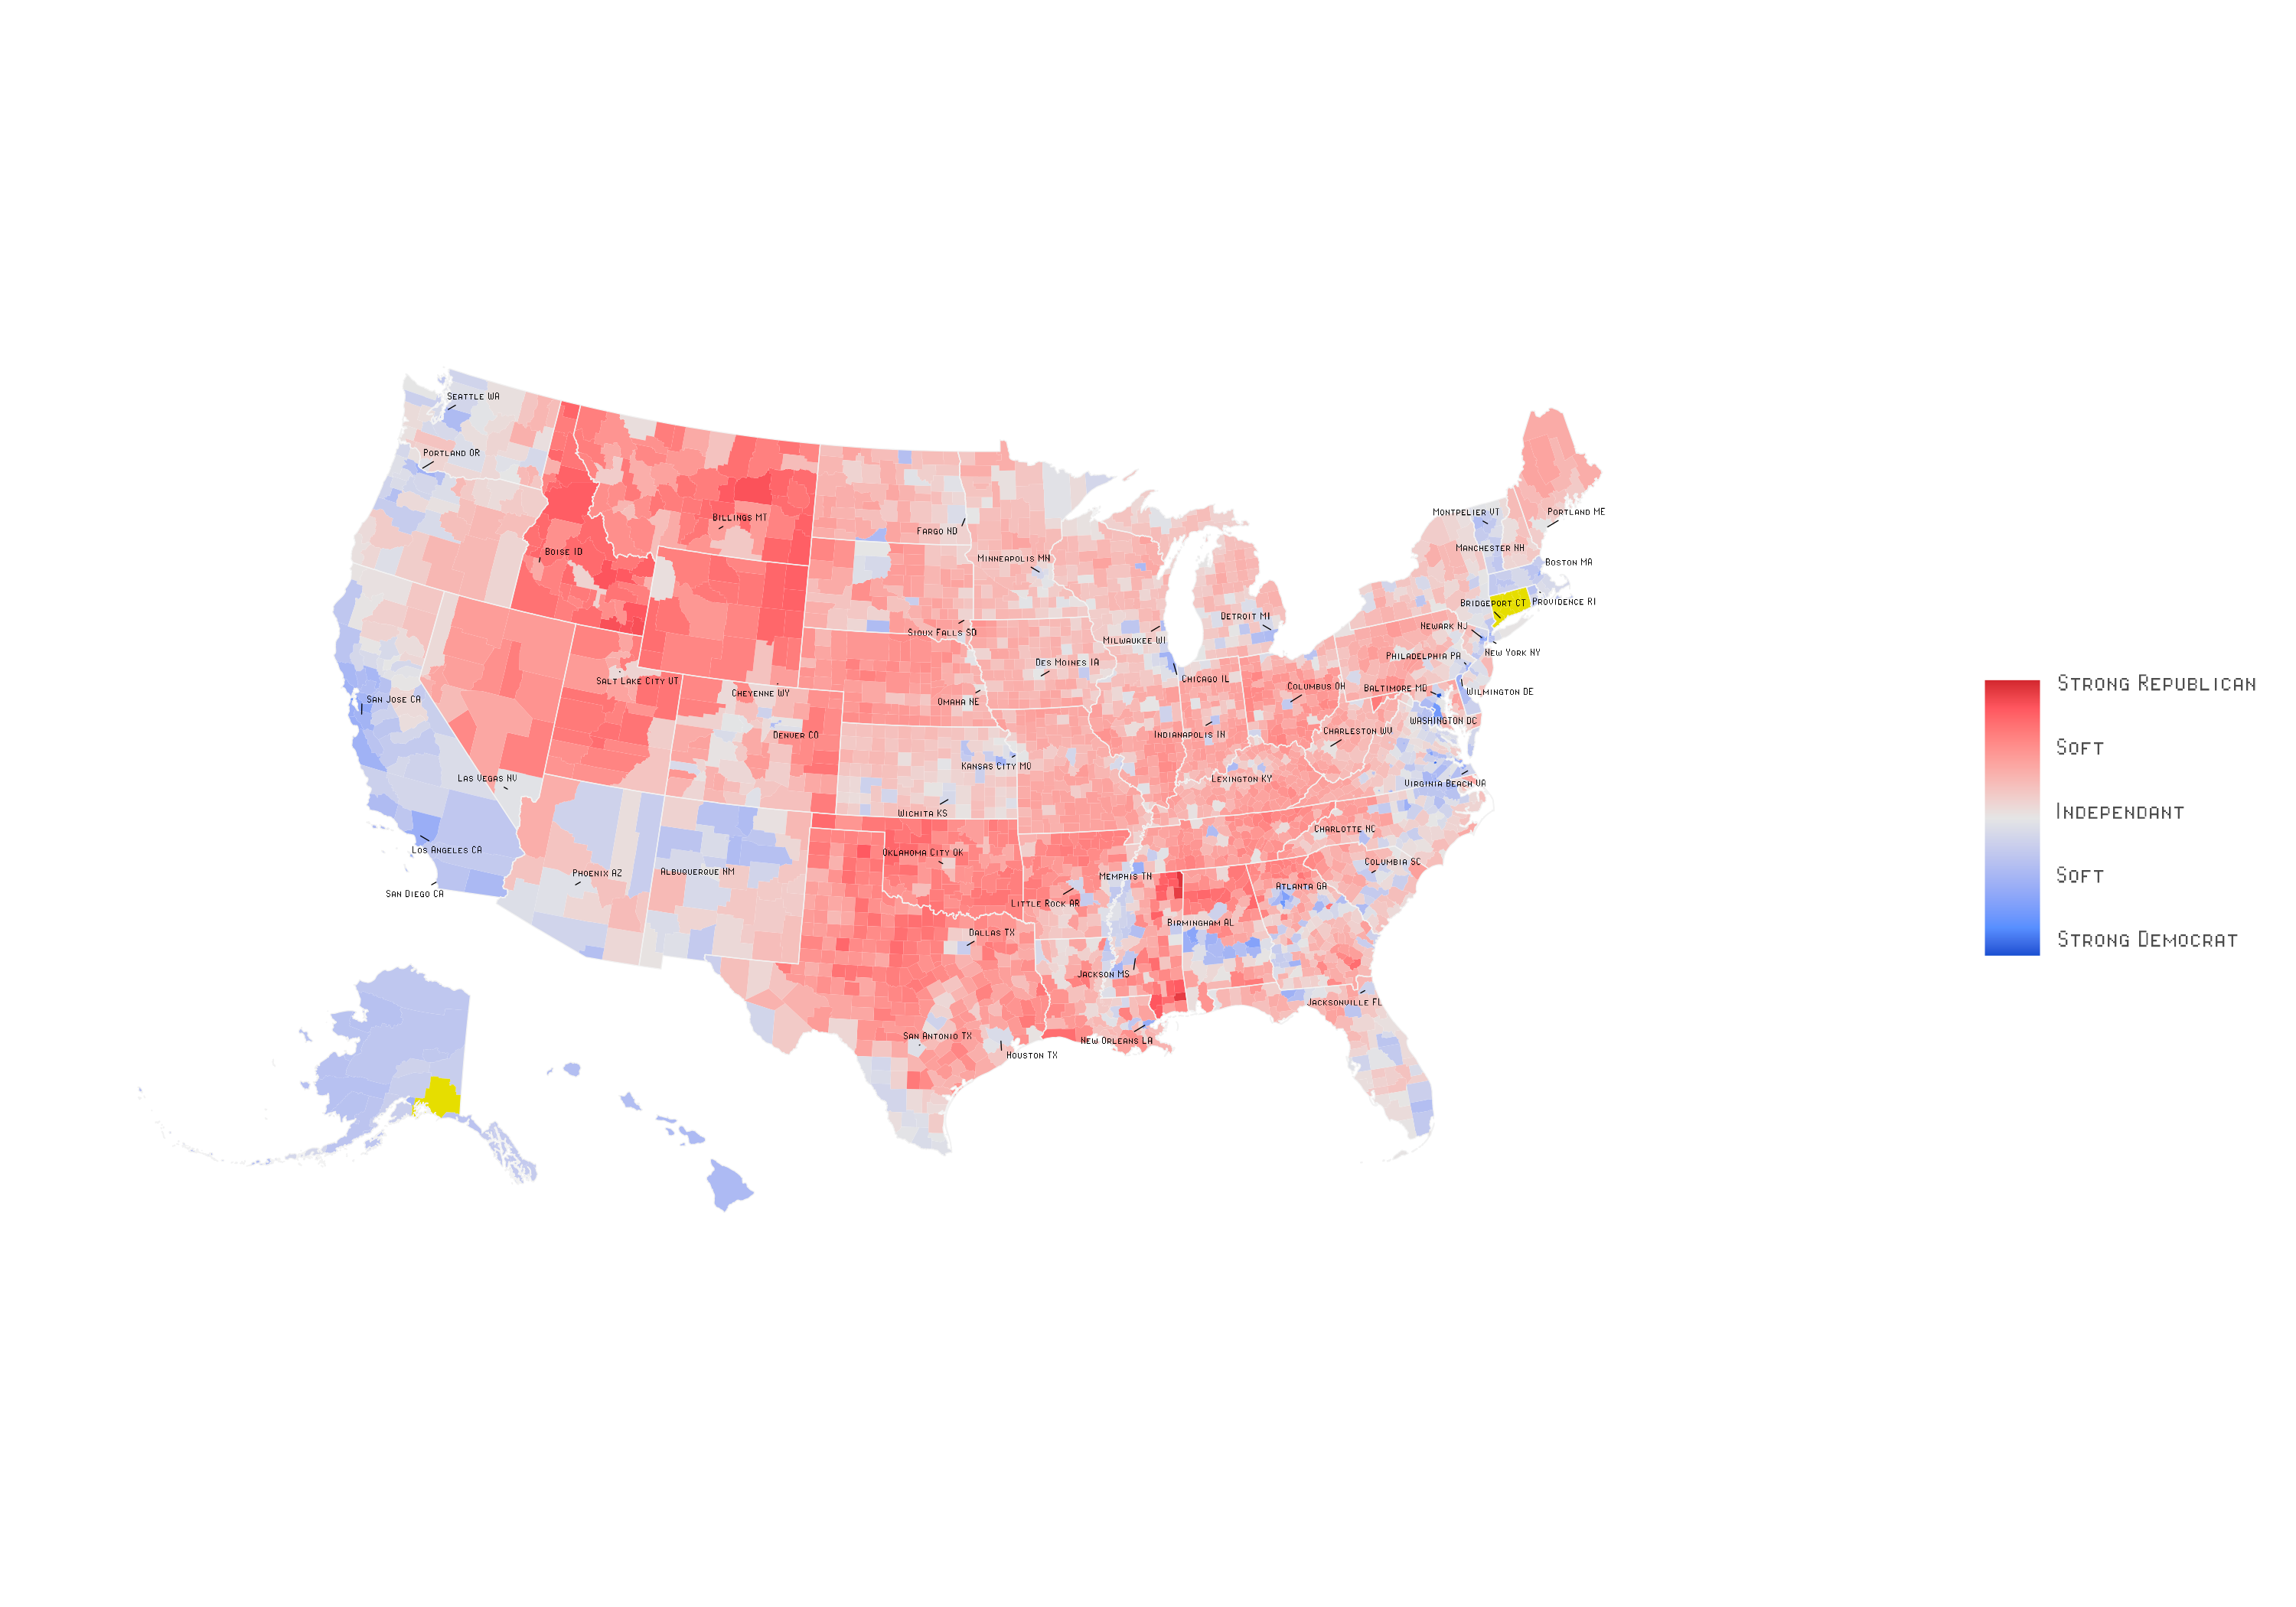 Seattle WA
Portland OR
Billings MT
Fargo ND
Boise ID
Minneapolis MN
Montpelier VT
Portland ME
Manchester NH
Boston MA
Bridgeport CT
Providence RI
Detroit MI
Newark NJ
Sioux Falls SD
Milwaukee WI
New York NY
Philadelphia PA
Des Moines IA
Salt Lake City UT
Chicago IL
Columbus OH
Baltimore MD
Wilmington DE
Cheyenne WY
San Jose CA
Omaha NE
Washington DC
Denver CO
Indianapolis IN
Charleston WV
Kansas City MO
Las Vegas NV
Lexington KY
Virginia Beach VA
Wichita KS
Charlotte NC
Los Angeles CA
Oklahoma City OK
Columbia SC
Phoenix AZ
Albuquerque NM
Memphis TN
Atlanta GA
San Diego CA
Little Rock AR
Birmingham AL
Dallas TX
Jackson MS
Jacksonville FL
San Antonio TX
New Orleans LA
Houston TX
Strong Republican
Soft
Independant
Soft
Strong Democrat